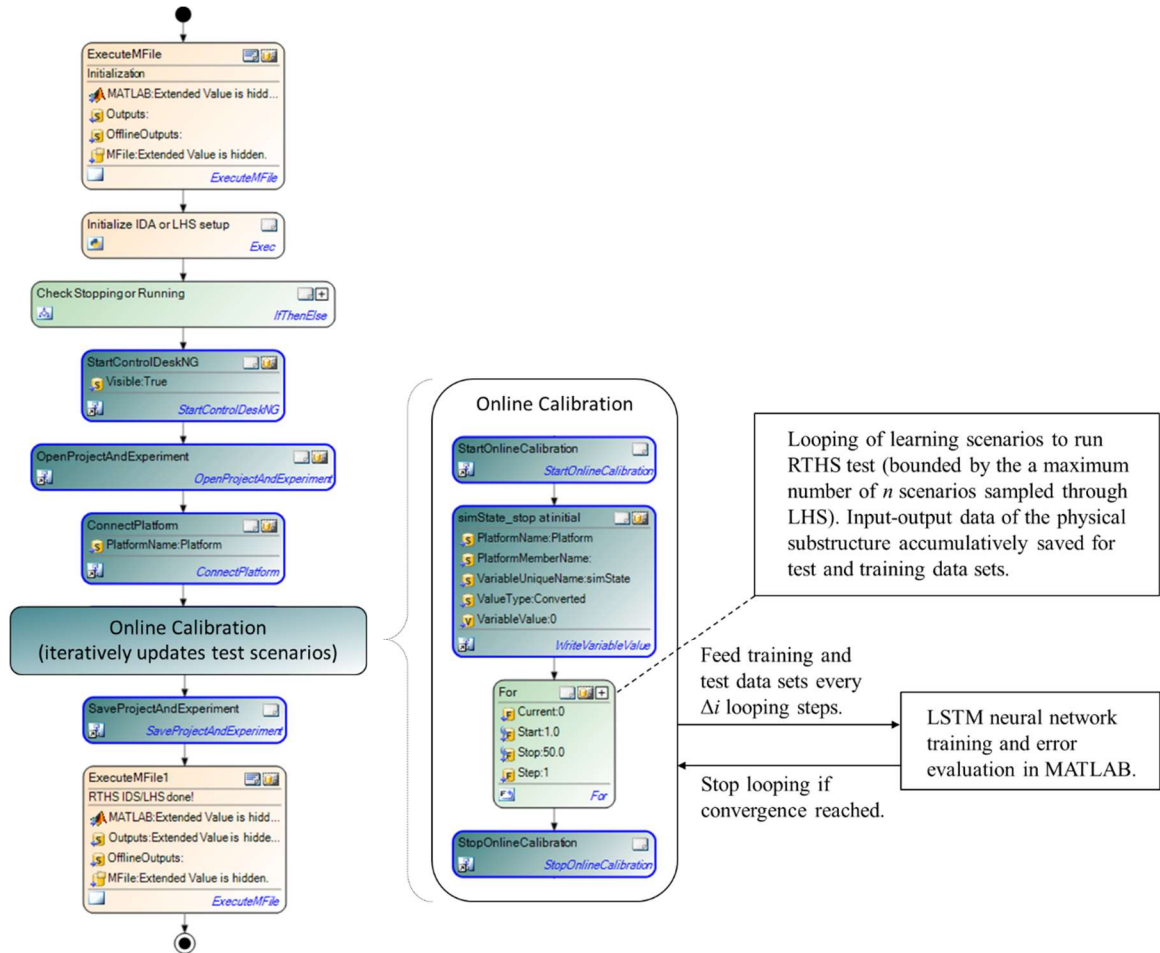 ExecuteMFile
Initialization
MATLAB:Extended Value is hidd...
Outputs:
OfflineOutputs:
MFile:Extended Value is hidden.
ExecuteMFile
Initialize IDA or LHS setup
Exec
Check Stopping or Running
IfThenElse
StartControlDeskNG
Visible:True
StartControlDeskNG
OpenProjectAndExperiment
OpenProjectAndExperiment
ConnectPlatform
PlatformName:Platform
ConnectPlatform
Online Calibration
(iteratively updates test scenarios)
SaveProjectAndExperiment
SaveProjectAndExperiment
ExecuteMFile1
RTHS IDS/LHS done!
MATLAB:Extended Value is hidd...
Outputs:Extended Value is hidde...
OfflineOutputs:
MFile:Extended Value is hidden.
ExecuteMFile
Online Calibration
StartOnlineCalibration
StartOnlineCalibration
simState_stop at initial
PlatformName:Platform
PlatformMemberName:
VariableUniqueName:simState
ValueType:Converted
VariableValue:0
WriteVariableValue
For
Current:0
Start:1.0
Stop:50.0
Step:1
For
StopOnlineCalibration
StopOnlineCalibration
Looping of learning scenarios to run
RTHS test (bounded by the a maximum
number of n scenarios sampled through
LHS). Input-output data of the physical
substructure accumulatively saved for
test and training data sets.
Feed training and
test data sets every
Δi looping steps.
Stop looping if
convergence reached.
LSTM neural network
training and error
evaluation in MATLAB.